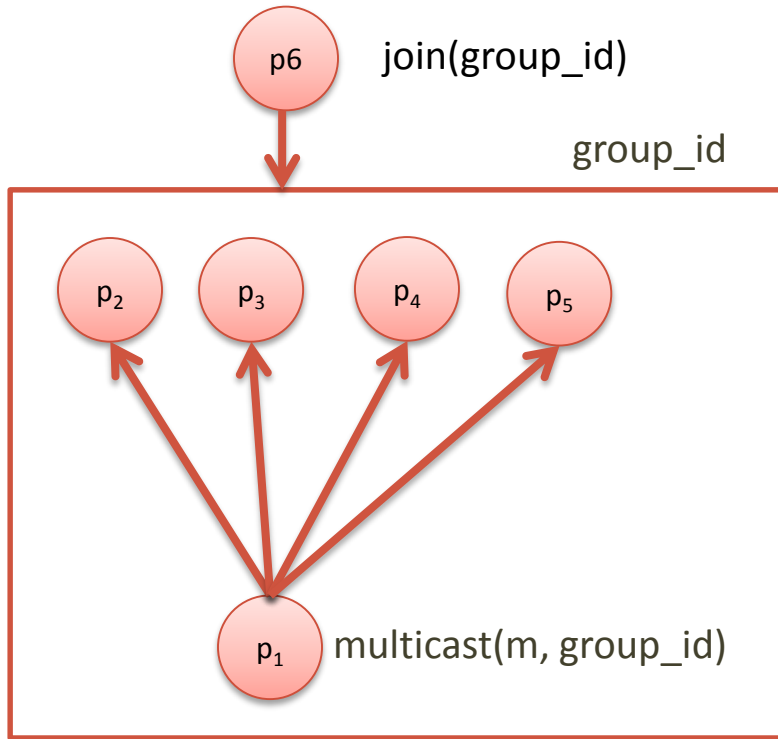 p6 join(group_id)
group_id
p₂ p₃ p₄ p₅
p₁ multicast(m, group_id)